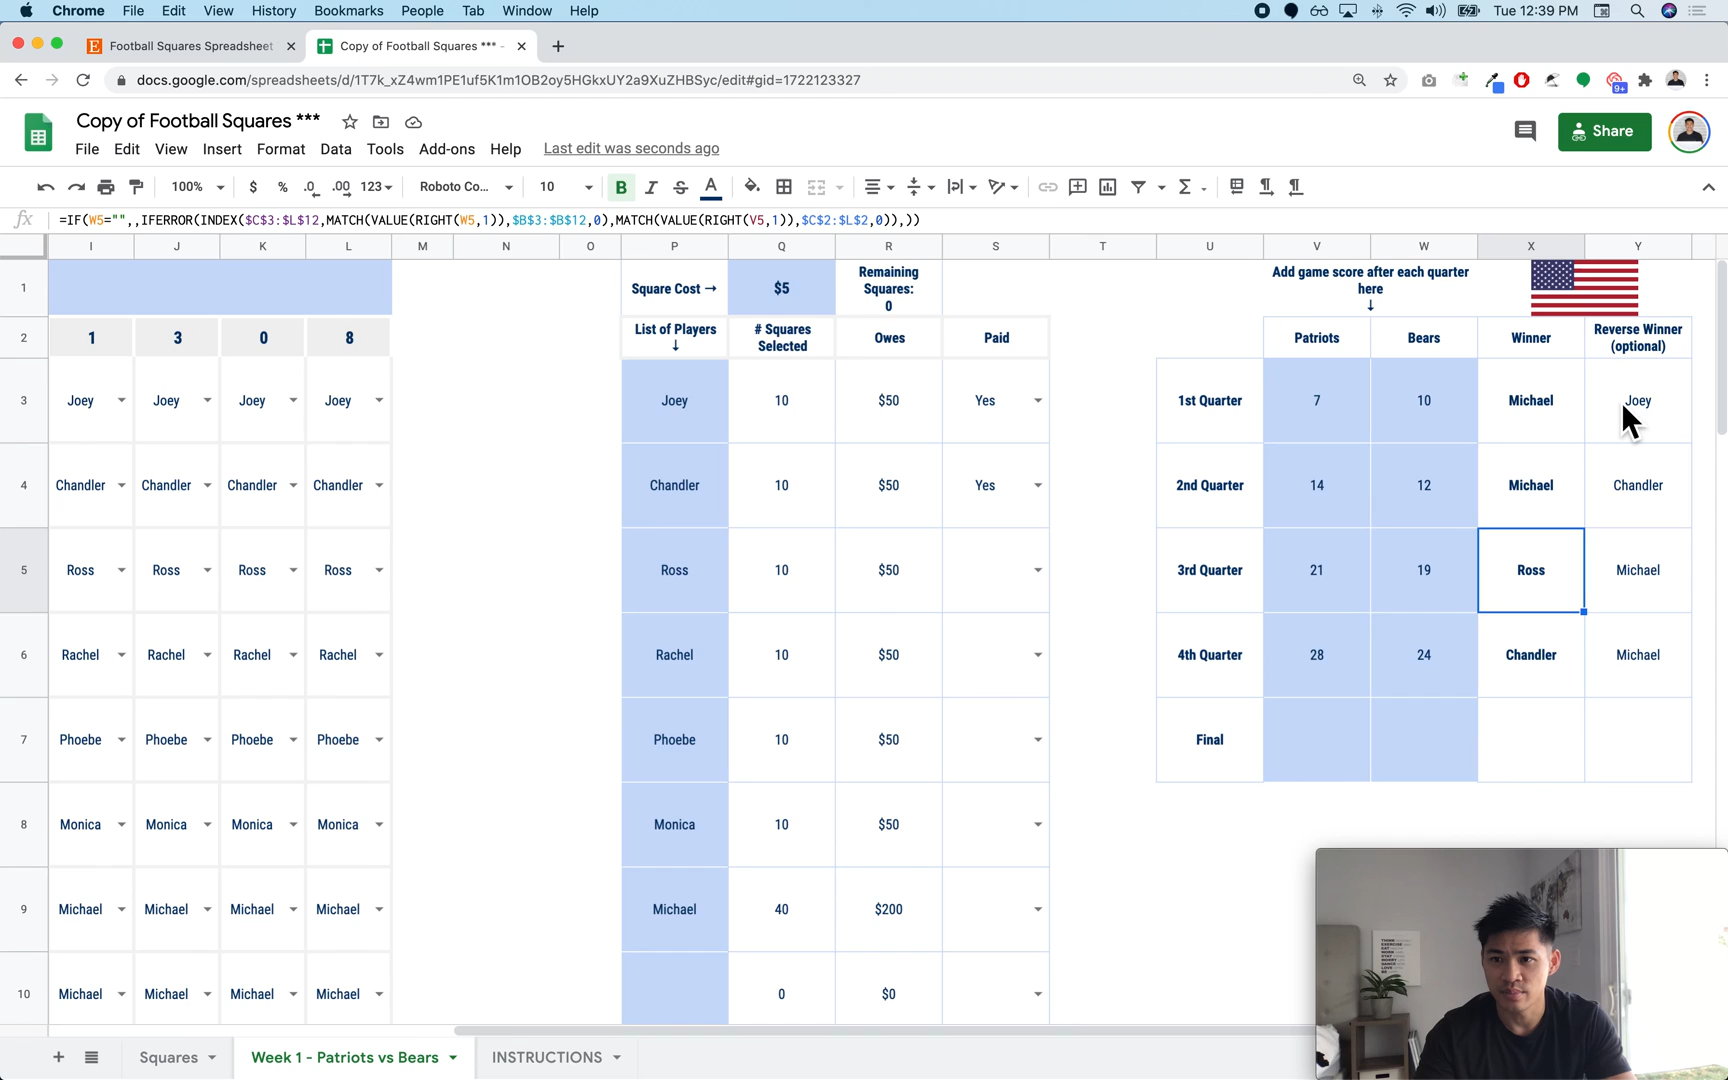 Chrome File Edit View History Bookmarks People Tab Window Help Tue 12:39 PM
Football Squares Spreadsheet Copy of Football Squares *** -
docs.google.com/spreadsheets/d/1T7k_xZ4wm1PE1uf5K1m1OB2oy5HGkxUY2a9XuZHBSyc/edit#gid=1722123327 9+
Copy of Football Squares ***
File Edit View Insert Format Data Tools Add-ons Help Last edit was seconds ago
Share
100% $ % .0 .00 123 Roboto Co... 10 B I S A
fx =IF(W5="",,IFERROR(INDEX($C$3:$L$12,MATCH(VALUE(RIGHT(W5,1)),$B$3:$B$12,0),MATCH(VALUE(RIGHT(V5,1)),$C$2:$L$2,0)),))
I J K L M N O P Q R S T U V W X Y
1 Square Cost → $5 Remaining Squares: 0 Add game score after each quarter here ↓
2 1 3 0 8 List of Players ↓ # Squares Selected Owes Paid Patriots Bears Winner Reverse Winner (optional)
3 Joey Joey Joey Joey Joey 10 $50 Yes 1st Quarter 7 10 Michael Joey
4 Chandler Chandler Chandler Chandler Chandler 10 $50 Yes 2nd Quarter 14 12 Michael Chandler
5 Ross Ross Ross Ross Ross 10 $50 3rd Quarter 21 19 Ross Michael
6 Rachel Rachel Rachel Rachel Rachel 10 $50 4th Quarter 28 24 Chandler Michael
7 Phoebe Phoebe Phoebe Phoebe Phoebe 10 $50 Final
8 Monica Monica Monica Monica Monica 10 $50
9 Michael Michael Michael Michael Michael 40 $200
10 Michael Michael Michael Michael 0 $0
Squares Week 1 - Patriots vs Bears INSTRUCTIONS